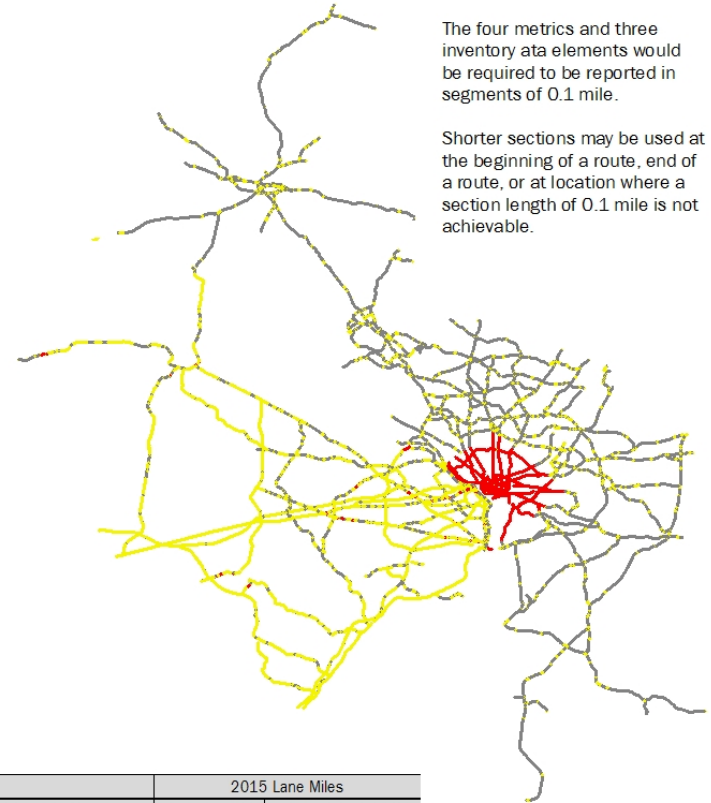 The four metrics and three
inventory ata elements would
be required to be reported in
segments of 0.1 mile.
Shorter sections may be used at
the beginning of a route, end of
a route, or at location where a
section length of 0.1 mile is not
achievable.
2015 Lane Miles